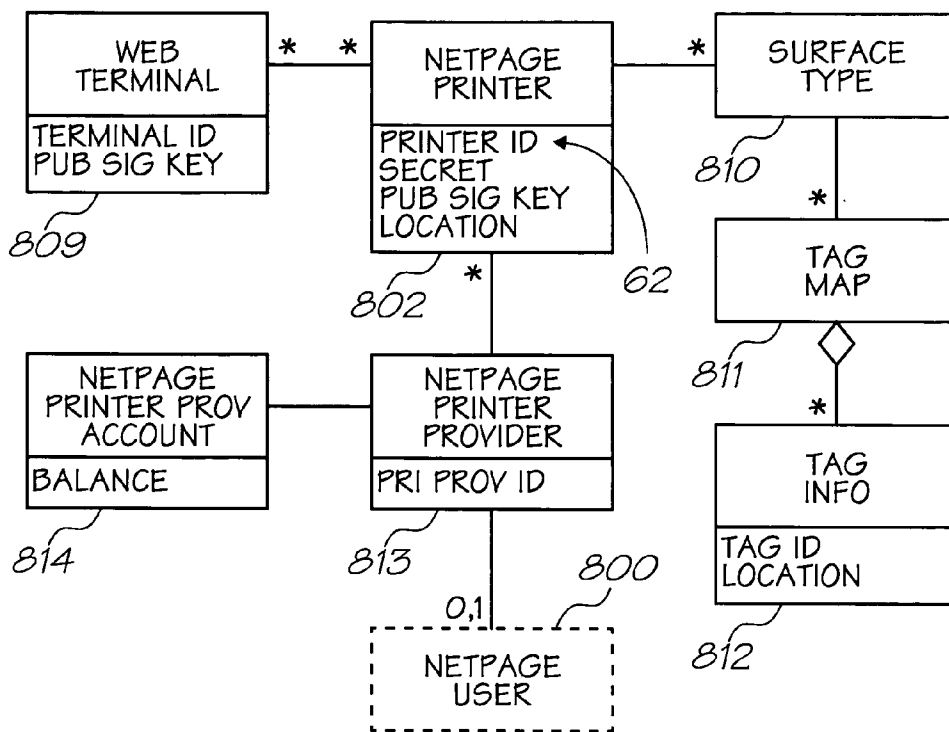 WEB
TERMINAL
TERMINAL ID
PUB SIG KEY
809
*
*
NETPAGE
PRINTER
PRINTER ID
SECRET
PUB SIG KEY
LOCATION
802
62
*
*
SURFACE
TYPE
810
*
TAG
MAP
811
*
TAG
INFO
TAG ID
LOCATION
812
NETPAGE
PRINTER PROV
ACCOUNT
BALANCE
814
NETPAGE
PRINTER
PROVIDER
PRI PROV ID
813
0,1
800
NETPAGE
USER